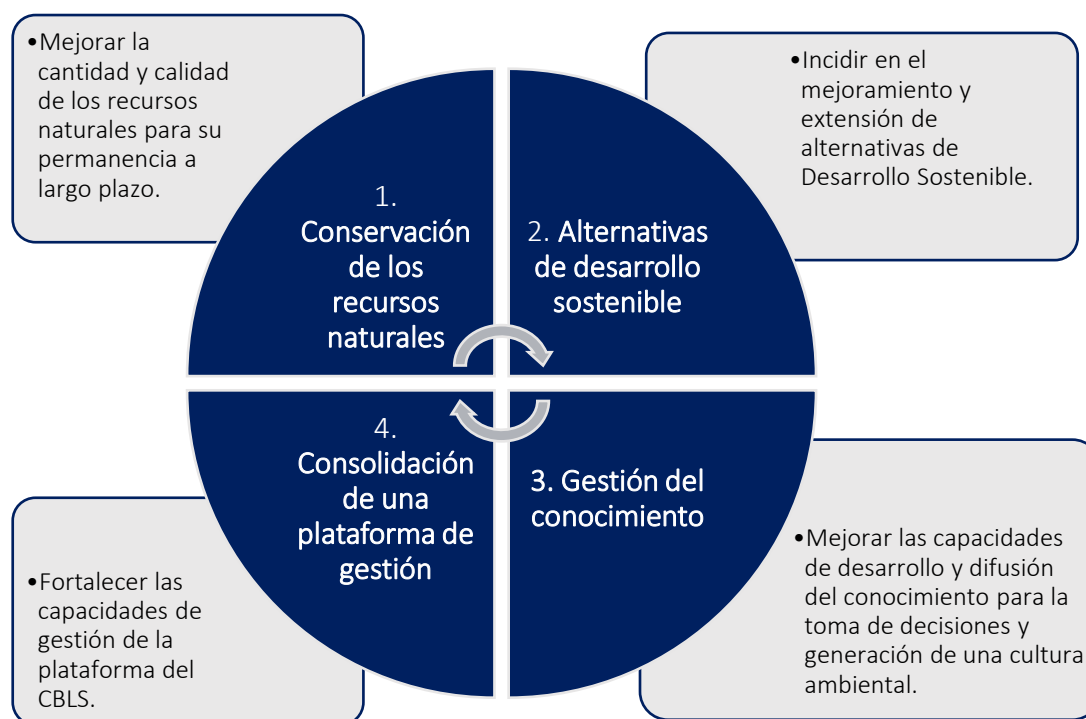 •Mejorar la
cantidad y calidad
de los recursos
naturales para su
permanencia a
largo plazo.
1.
Conservación
de los
recursos
naturales
2. Alternativas
de desarrollo
sostenible
•Incidir en el
mejoramiento y
extensión de
alternativas de
Desarrollo Sostenible.
4.
Consolidación
de una
plataforma de
gestión
•Fortalecer las
capacidades de
gestión de la
plataforma del
CBLS.
3. Gestión del
conocimiento
•Mejorar las capacidades
de desarrollo y difusión
del conocimiento para la
toma de decisiones y
generación de una cultura
ambiental.